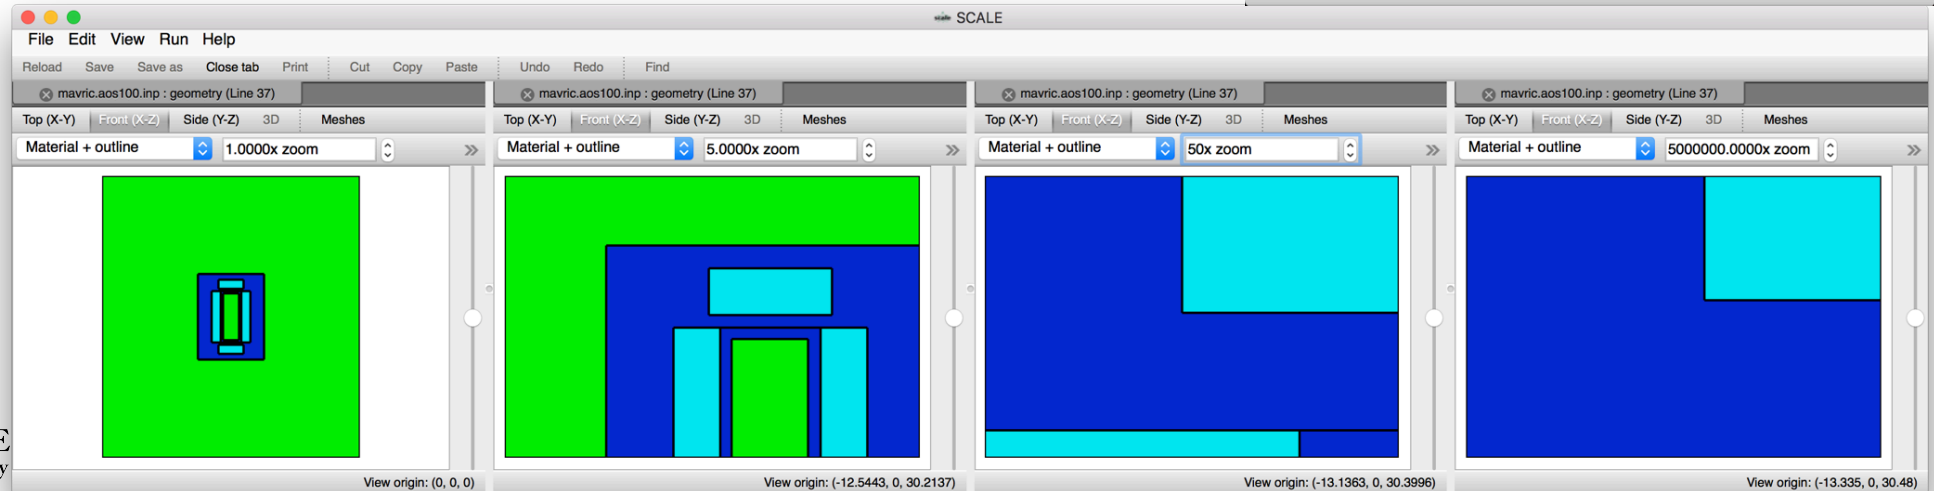 SCALE
File Edit View Run Help
Reload Save Save as Close tab Print Cut Copy Paste Undo Redo Find
mavric.aos100.inp : geometry (Line 37) mavric.aos100.inp : geometry (Line 37) mavric.aos100.inp : geometry (Line 37) mavric.aos100.inp : geometry (Line 37)
Top (X-Y) Front (X-Z) Side (Y-Z) 3D Meshes Top (X-Y) Front (X-Z) Side (Y-Z) 3D Meshes Top (X-Y) Front (X-Z) Side (Y-Z) 3D Meshes Top (X-Y) Front (X-Z) Side (Y-Z) 3D Meshes
Material + outline 1.0000x zoom » Material + outline 5.0000x zoom » Material + outline 50x zoom » Material + outline 5000000.0000x zoom »
E
y
View origin: (0, 0, 0) View origin: (-12.5443, 0, 30.2137) View origin: (-13.1363, 0, 30.3996) View origin: (-13.335, 0, 30.48)